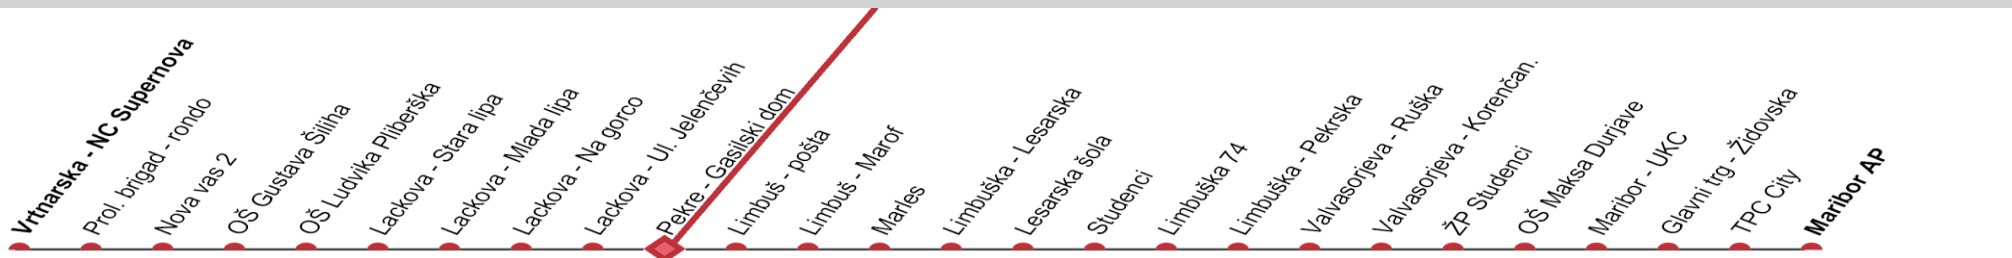 Vrtnarska - NC Supernova
Prol. brigad - rondo
Nova vas 2
OŠ Gustava Šiliha
OŠ Ludvika Pliberška
Lackova - Stara lipa
Lackova - Mlada lipa
Lackova - Na gorco
Lackova - Ul. Jelenčevih
Pekre - Gasilski dom
Limbuš - pošta
Limbuš - Marof
Marles
Limbuška - Lesarska
Lesarska šola
Studenci
Limbuška 74
Limbuška - Pekrska
Valvasorjeva - Ruška
Valvasorjeva - Korenčan.
ŽP Studenci
OŠ Maksa Durjave
Maribor - UKC
Glavni trg - Židovska
TPC City
Maribor AP